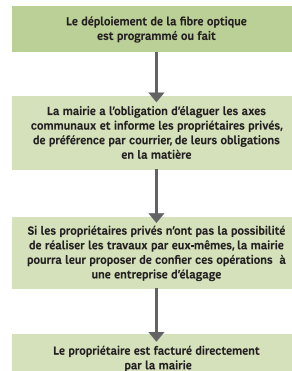 Le déploiement de la fibre optique
est programmé ou fait
La mairie a l'obligation d'élaguer les axes
communaux et informe les propriétaires privés,
de préférence par courrier, de leurs obligations
en la matière
Si les propriétaires privés n'ont pas la possibilité
de réaliser les travaux par eux-mêmes, la mairie
pourra leur proposer de confier ces opérations à
une entreprise d'élagage
Le propriétaire est facturé directement
par la mairie